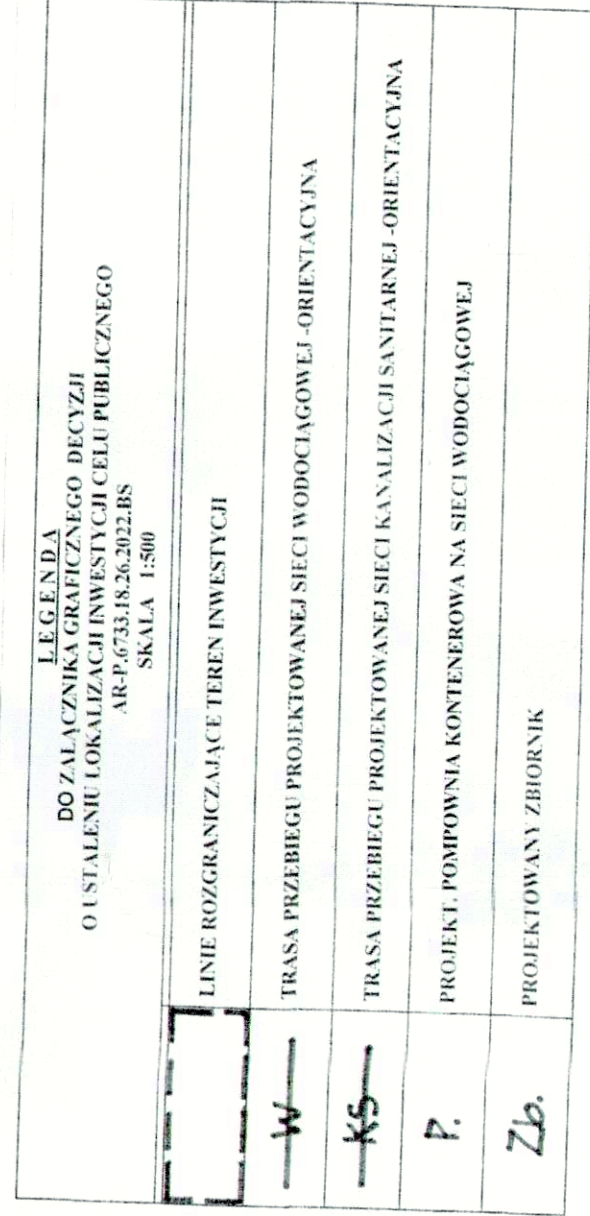 LEGENDA
DO ZAŁĄCZNIKA GRAFICZNEGO DECYZJI
O USTALENIU LOKALIZACJI INWESTYCJI CELU PUBLICZNEGO
AR-P.6733.18.26.2022.BS
SKALA 1:500
LINIE ROZGRANICZAJĄCE TEREN INWESTYCJI
W TRASA PRZEBIEGU PROJEKTOWANEJ SIECI WODOCIĄGOWEJ -ORIENTACYJNA
KS TRASA PRZEBIEGU PROJEKTOWANEJ SIECI KANALIZACJI SANITARNEJ -ORIENTACYJNA
P. PROJEKT. POMPOWNIA KONTENEROWA NA SIECI WODOCIĄGOWEJ
Zb. PROJEKTOWANY ZBIORNIK